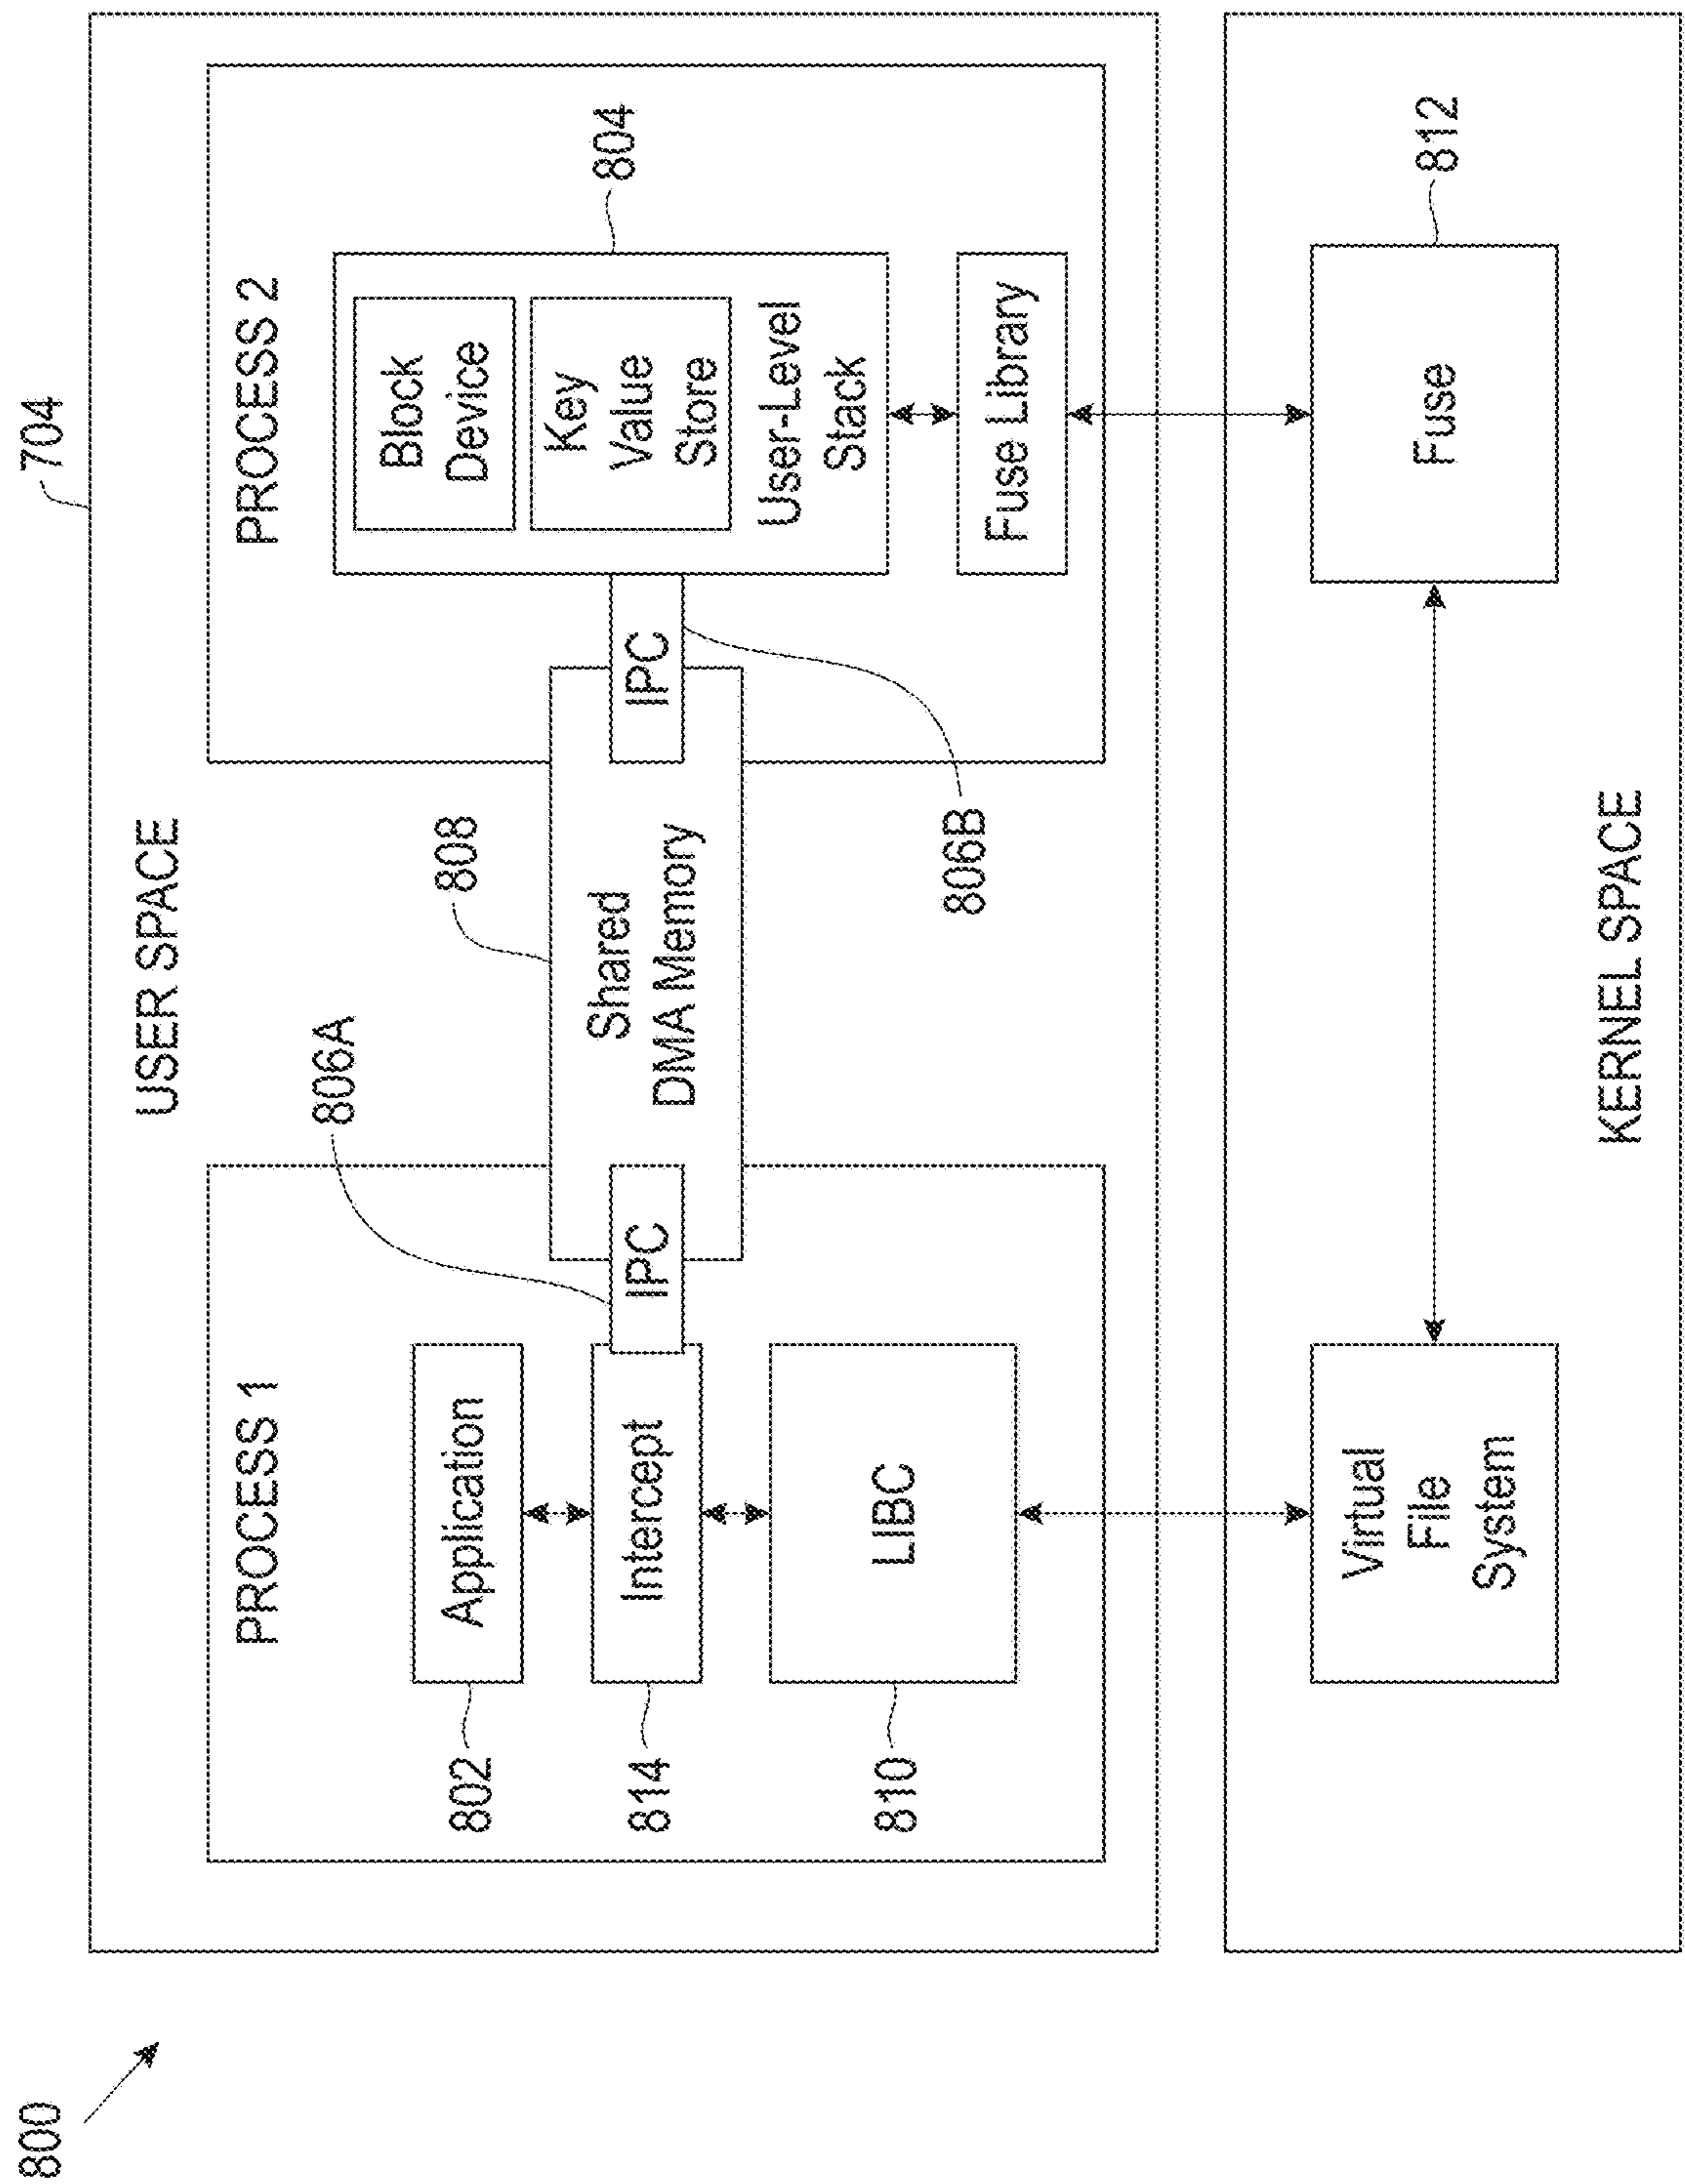 800
704
USER SPACE
PROCESS 1
802
Application
814
Intercept
810
LIBC
806A
IPC
808
Shared
DMA Memory
IPC
806B
PROCESS 2
804
Block
Device
Key
Value
Store
User-Level
Stack
Fuse Library
Virtual
File
System
Fuse
812
KERNEL SPACE